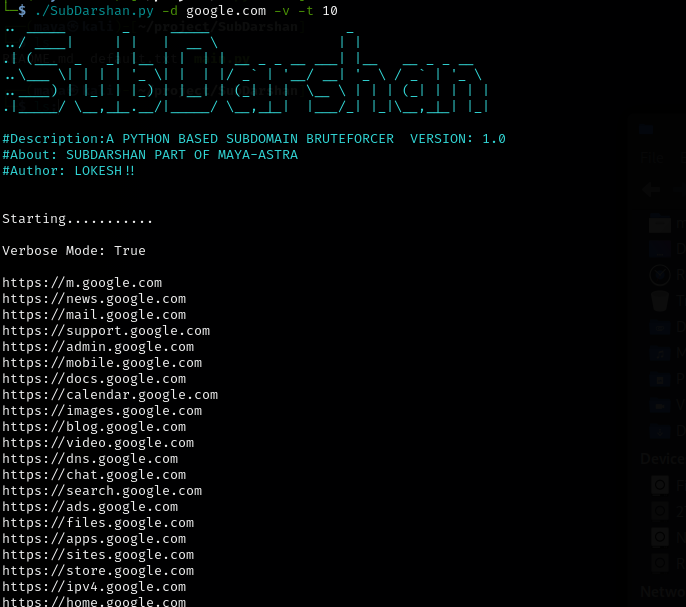 └─$ ./SubDarshan.py -d google.com -v -t 10
SubDarshan
#Description:A PYTHON BASED SUBDOMAIN BRUTEFORCER  VERSION: 1.0
#About: SUBDARSHAN PART OF MAYA-ASTRA
#Author: LOKESH!!
Starting...........
Verbose Mode: True
https://m.google.com
https://news.google.com
https://mail.google.com
https://support.google.com
https://admin.google.com
https://mobile.google.com
https://docs.google.com
https://calendar.google.com
https://images.google.com
https://blog.google.com
https://video.google.com
https://dns.google.com
https://chat.google.com
https://search.google.com
https://ads.google.com
https://files.google.com
https://apps.google.com
https://sites.google.com
https://store.google.com
https://ipv4.google.com
https://home.google.com